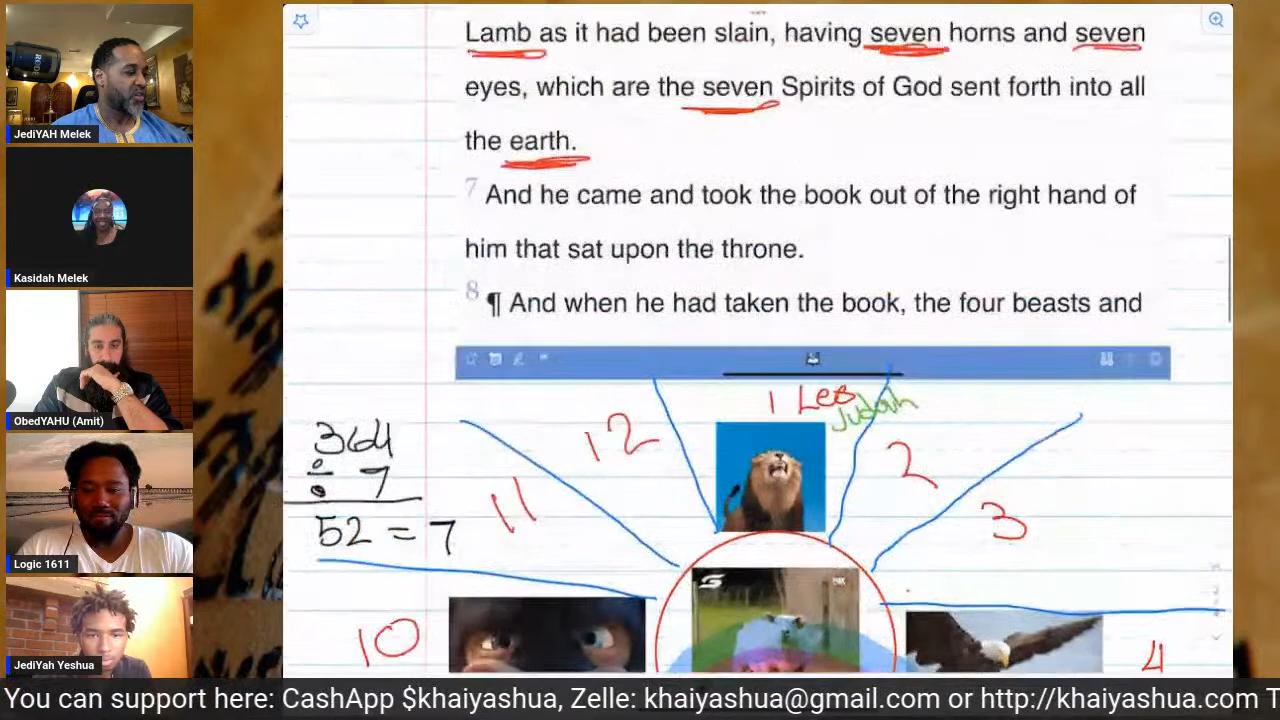 Lamb as it had been slain, having seven horns and seven
eyes, which are the seven Spirits of God sent forth into all
the earth.
7 And he came and took the book out of the right hand of
him that sat upon the throne.
8 ¶ And when he had taken the book, the four beasts and
JediYAH Melek
Kasidah Melek
ObedYAHU (Amit)
Logic 1611
JediYah Yeshua
1 Leo
Judah
12
2
364
÷ 7
11
3
52 = 7
10
4
You can support here: CashApp $khaiyashua, Zelle: khaiyashua@gmail.com or http://khaiyashua.com T